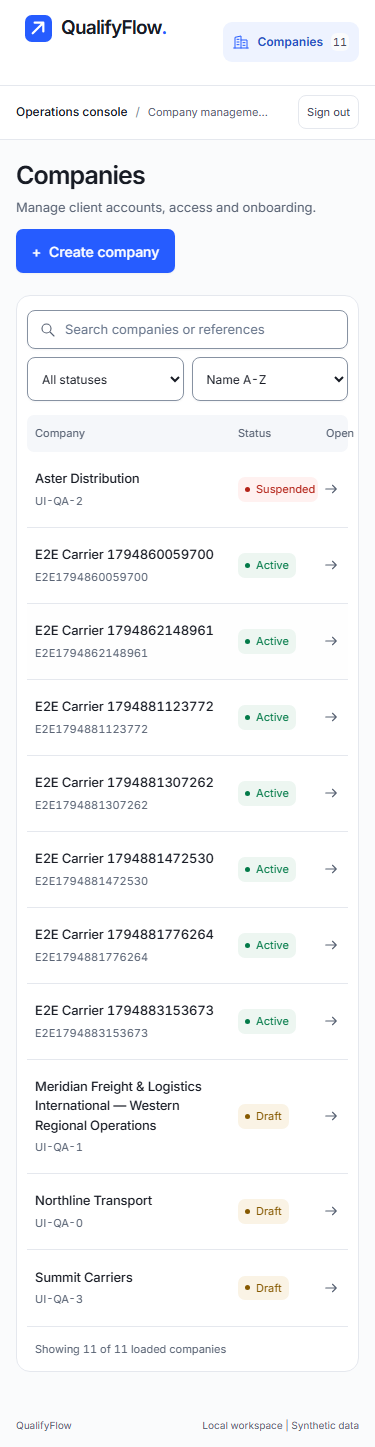 QualifyFlow.
Companies 11
Operations console / Company manageme...
Sign out
Companies
Manage client accounts, access and onboarding.
+ Create company
Search companies or references
All statuses
Name A-Z
Company Status Open
Aster Distribution
UI-QA-2
Suspended →
E2E Carrier 1794860059700
E2E1794860059700
Active →
E2E Carrier 1794862148961
E2E1794862148961
Active →
E2E Carrier 1794881123772
E2E1794881123772
Active →
E2E Carrier 1794881307262
E2E1794881307262
Active →
E2E Carrier 1794881472530
E2E1794881472530
Active →
E2E Carrier 1794881776264
E2E1794881776264
Active →
E2E Carrier 1794883153673
E2E1794883153673
Active →
Meridian Freight & Logistics
International — Western
Regional Operations
UI-QA-1
Draft →
Northline Transport
UI-QA-0
Draft →
Summit Carriers
UI-QA-3
Draft →
Showing 11 of 11 loaded companies
QualifyFlow
Local workspace | Synthetic data